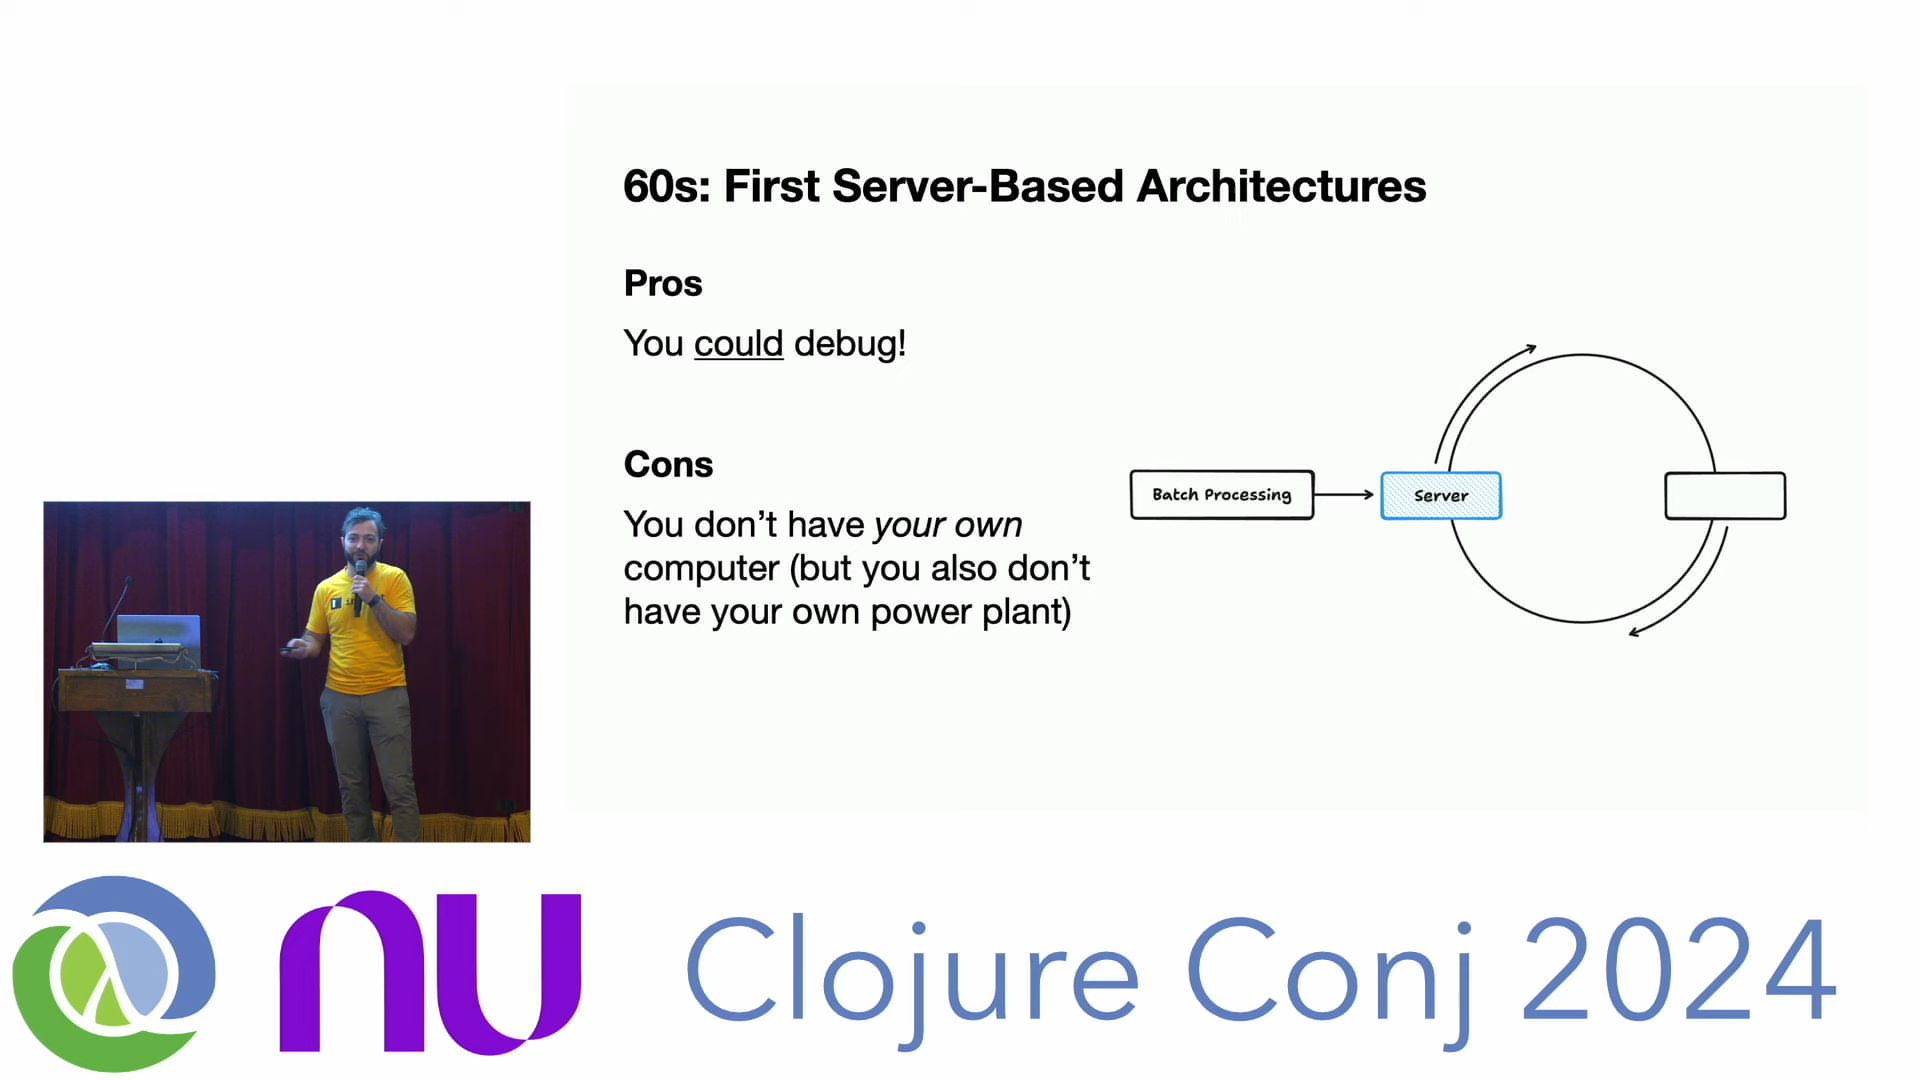 60s: First Server-Based Architectures
Pros
You could debug!
Cons
You don’t have your own
computer (but you also don’t
have your own power plant)
Batch Processing
Server
nu
Clojure Conj 2024